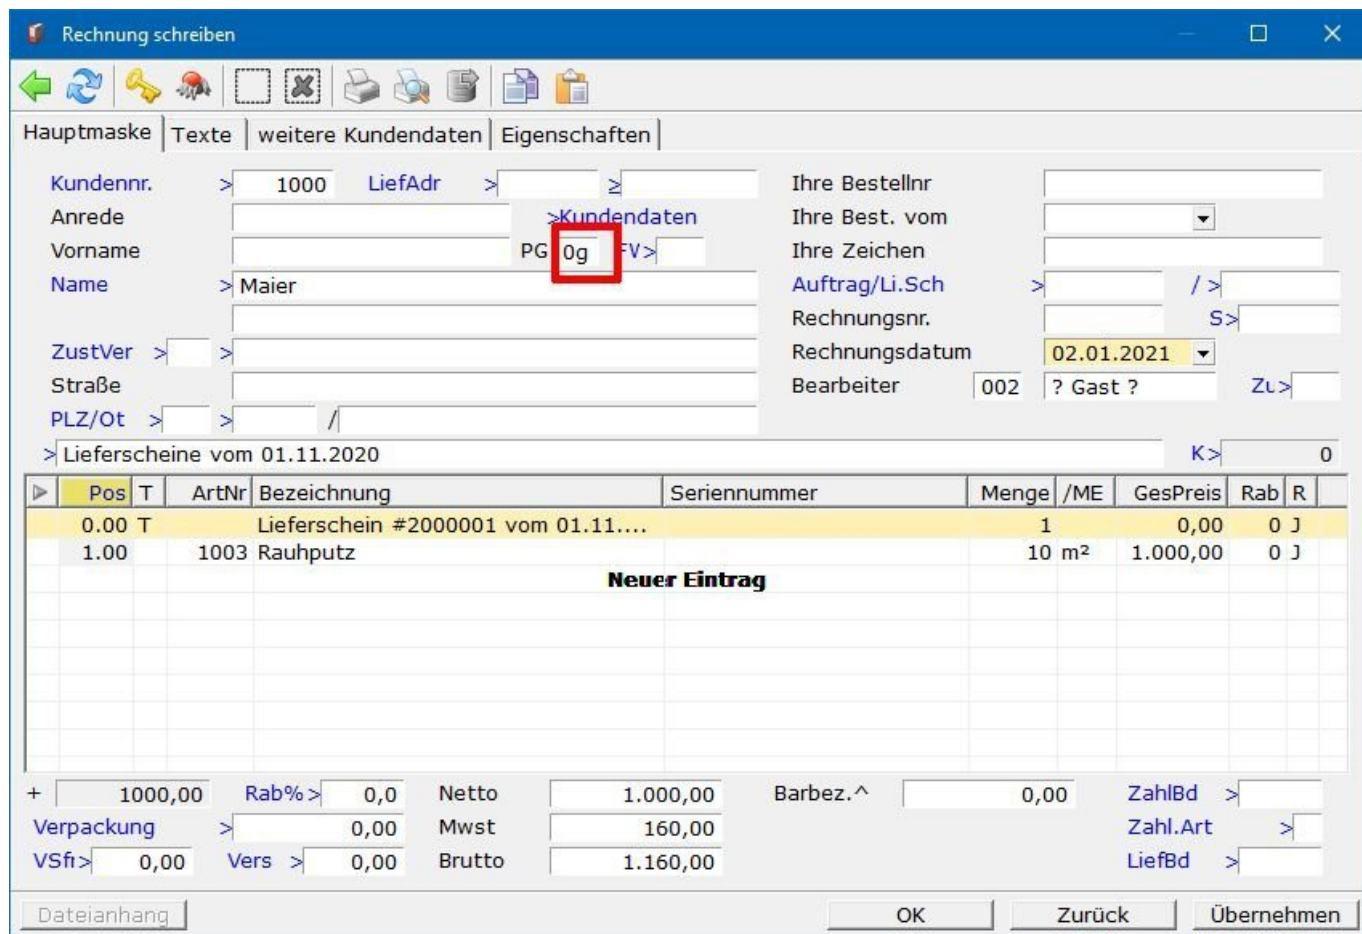 Rechnung schreiben
Hauptmaske Texte weitere Kundendaten Eigenschaften
Kundennr. > 1000 LiefAdr > ≥ Ihre Bestellnr
Anrede >Kundendaten Ihre Best. vom
Vorname PG 0g FV> Ihre Zeichen
Name > Maier Auftrag/Li.Sch > / >
Rechnungsnr. S>
ZustVer > > Rechnungsdatum 02.01.2021
Straße Bearbeiter 002 ? Gast ? Zu>
PLZ/Ot > > /
> Lieferscheine vom 01.11.2020 K> 0
Pos T ArtNr Bezeichnung Seriennummer Menge /ME GesPreis Rab R
0.00 T Lieferschein #2000001 vom 01.11.... 1 0,00 0 J
1.00 1003 Rauhputz 10 m² 1.000,00 0 J
Neuer Eintrag
+ 1000,00 Rab% > 0,0 Netto 1.000,00 Barbez.^ 0,00 ZahlBd >
Verpackung > 0,00 Mwst 160,00 Zahl.Art >
VSfr> 0,00 Vers > 0,00 Brutto 1.160,00 LiefBd >
Dateianhang OK Zurück Übernehmen